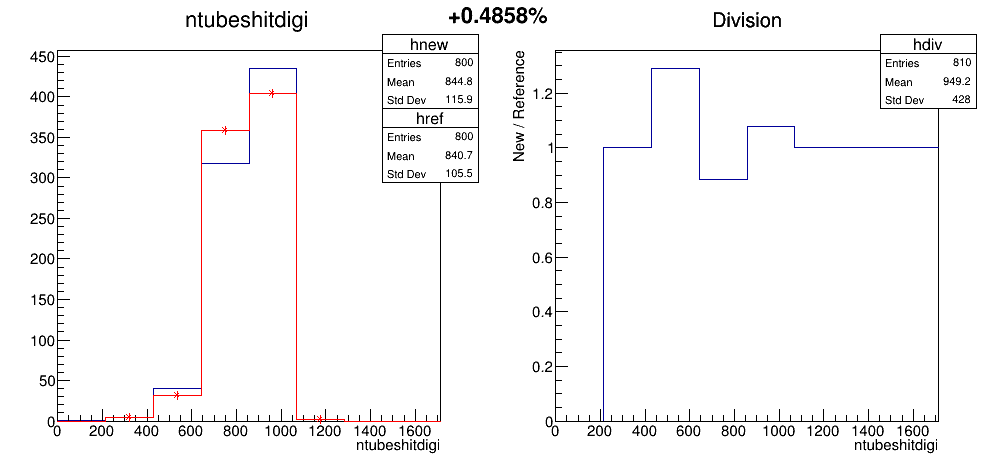 +0.4858%
ntubeshitdigi
hnew
Entries 800
Mean 844.8
Std Dev 115.9
href
Entries 800
Mean 840.7
Std Dev 105.5
450
400
350
300
250
200
150
100
50
0
0 200 400 600 800 1000 1200 1400 1600
ntubeshitdigi
Division
hdiv
Entries 810
Mean 949.2
Std Dev 428
New / Reference
1.2
1
0.8
0.6
0.4
0.2
0
0 200 400 600 800 1000 1200 1400 1600
ntubeshitdigi